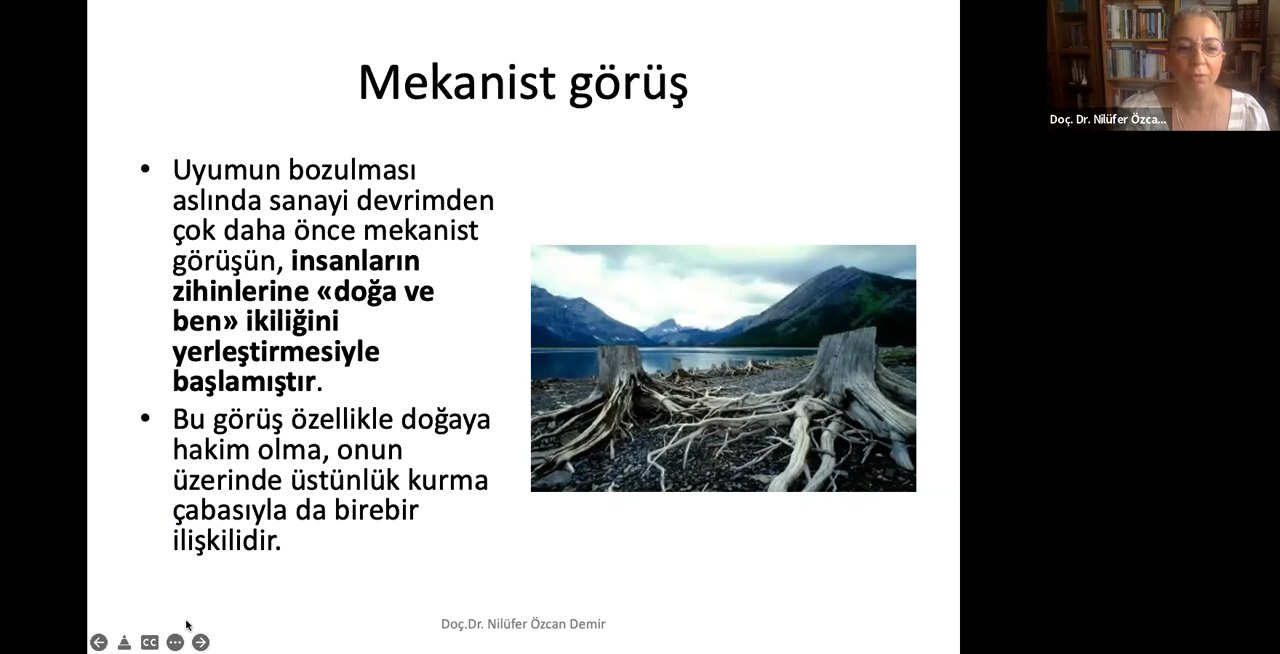 Mekanist görüş
• Uyumun bozulması
aslında sanayi devrimden
çok daha önce mekanist
görüşün, insanların
zihinlerine «doğa ve
ben» ikiliğini
yerleştirmesiyle
başlamıştır.
• Bu görüş özellikle doğaya
hakim olma, onun
üzerinde üstünlük kurma
çabasıyla da birebir
ilişkilidir.
Doç.Dr. Nilüfer Özcan Demir
CC
Doç. Dr. Nilüfer Özca...